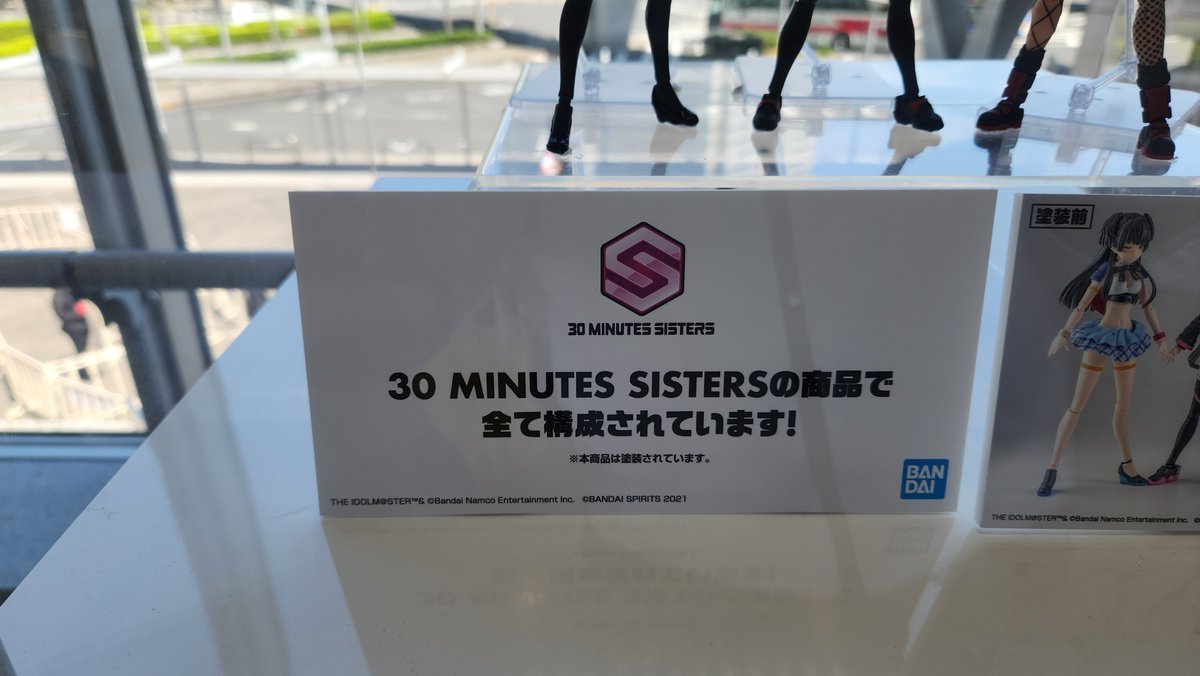 30 MINUTES SISTERS
30 MINUTES SISTERSの商品で
全て構成されています!
※本商品は塗装されています。
THE IDOLM@STER™& ©Bandai Namco Entertainment Inc. ©BANDAI SPIRITS 2021
BAN
DAI
塗装前
THE IDOLM@STER™& ©Bandai Namco Entertainment Inc.